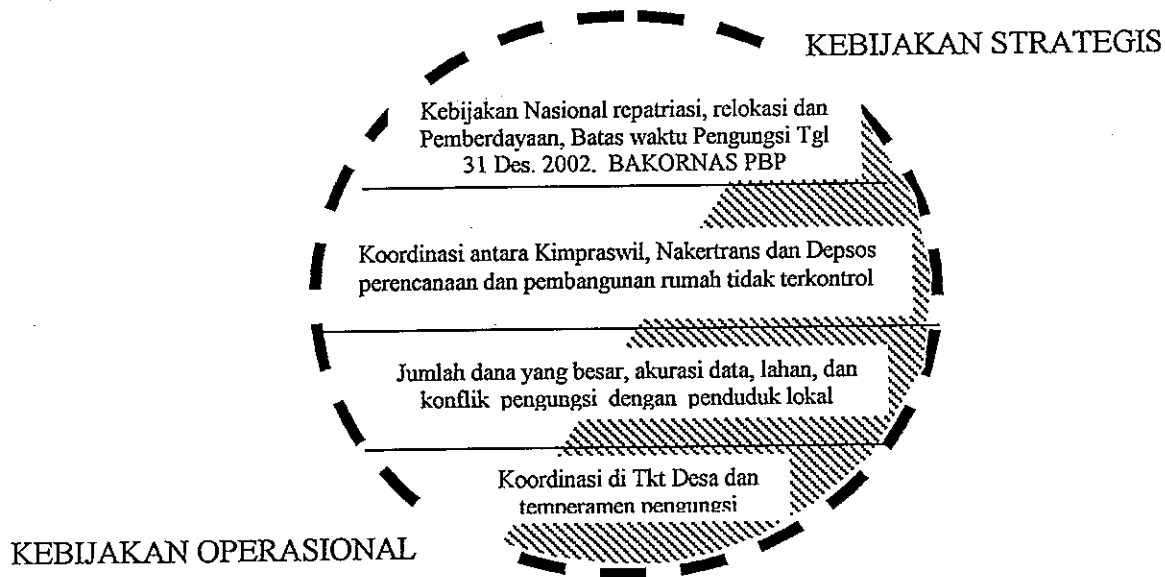 KEBIJAKAN STRATEGIS
Kebijakan Nasional repatriasi, relokasi dan
Pemberdayaan, Batas waktu Pengungsi Tgl
31 Des. 2002. BAKORNAS PBP
Koordinasi antara Kimpraswil, Nakertrans dan Depsos
perencanaan dan pembangunan rumah tidak terkontrol
Jumlah dana yang besar, akurasi data, lahan, dan
konflik pengungsi dengan penduduk lokal
Koordinasi di Tkt Desa dan
temperamen pengungsi
KEBIJAKAN OPERASIONAL